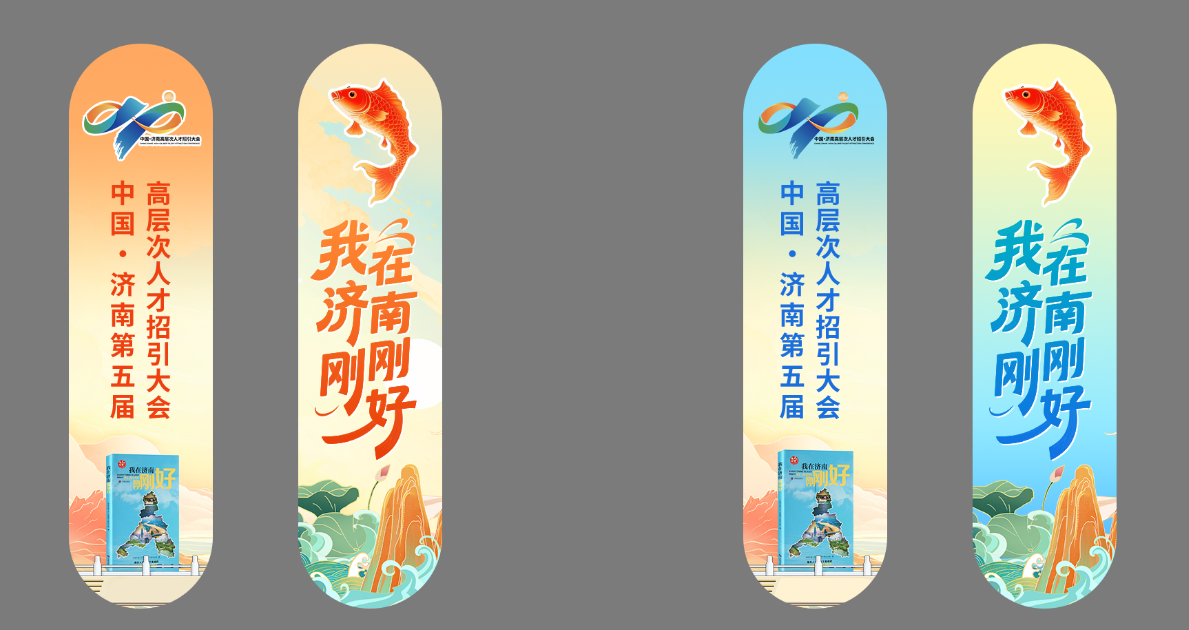 中国·济南高层次人才招引大会
中国·济南第五届
高层次人才招引大会
我在济南
刚刚好
我在济南刚刚好
中国·济南高层次人才招引大会
中国·济南第五届
高层次人才招引大会
我在济南
刚刚好
我在济南刚刚好